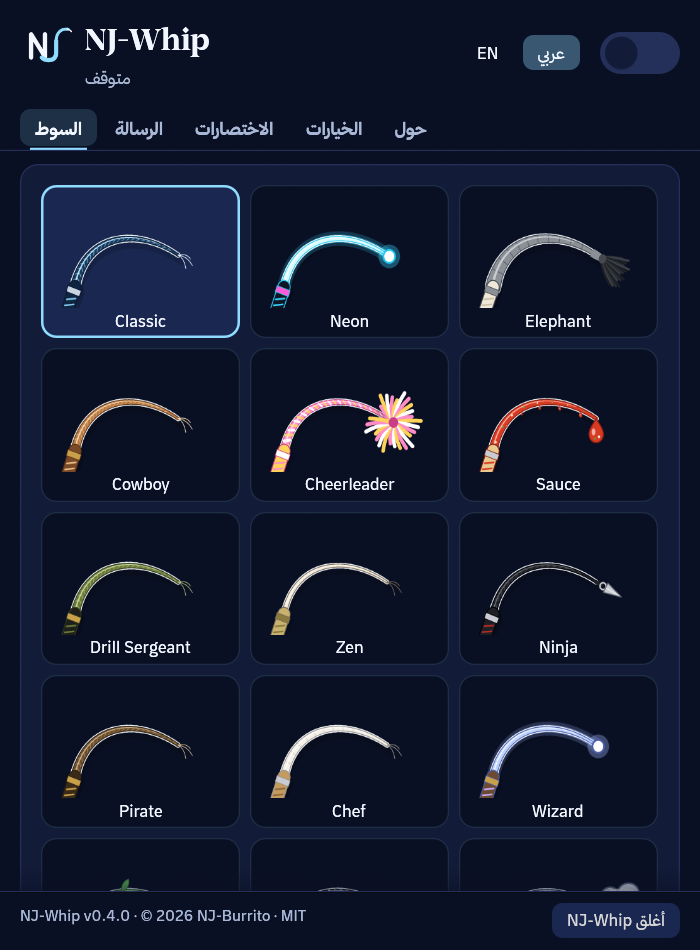 NJ NJ-Whip
متوقف
EN
عربي
السوط
الرسالة
الاختصارات
الخيارات
حول
Classic
Neon
Elephant
Cowboy
Cheerleader
Sauce
Drill Sergeant
Zen
Ninja
Pirate
Chef
Wizard
NJ-Whip v0.4.0 · © 2026 NJ-Burrito · MIT
أغلق NJ-Whip